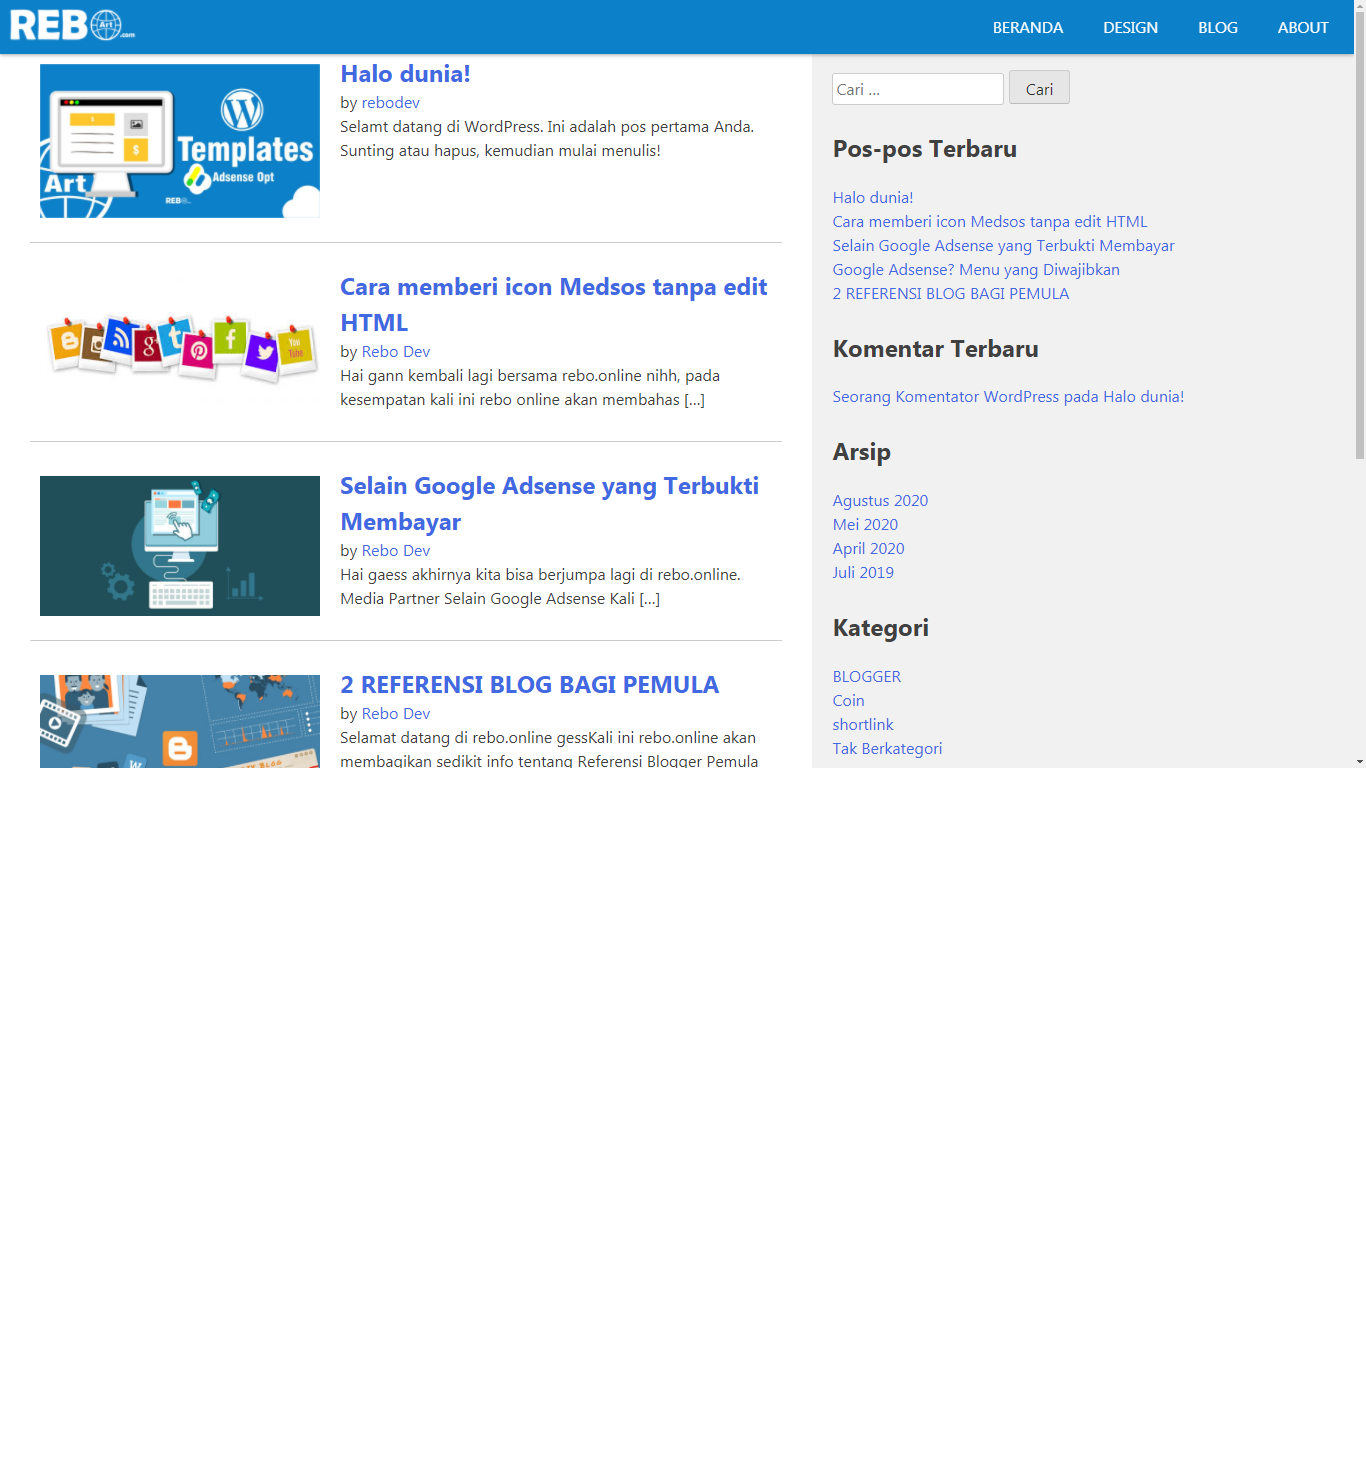 REBO Art .com
BERANDA DESIGN BLOG ABOUT
Templates
Adsense Opt
Art
REBO
Halo dunia!
by rebodev
Selamt datang di WordPress. Ini adalah pos pertama Anda.
Sunting atau hapus, kemudian mulai menulis!
You
Tube
Cara memberi icon Medsos tanpa edit
HTML
by Rebo Dev
Hai gann kembali lagi bersama rebo.online nihh, pada
kesempatan kali ini rebo online akan membahas […]
Selain Google Adsense yang Terbukti
Membayar
by Rebo Dev
Hai gaess akhirnya kita bisa berjumpa lagi di rebo.online.
Media Partner Selain Google Adsense Kali […]
2 REFERENSI BLOG BAGI PEMULA
by Rebo Dev
Selamat datang di rebo.online gessKali ini rebo.online akan
membagikan sedikit info tentang Referensi Blogger Pemula
Cari …
Cari
Pos-pos Terbaru
Halo dunia!
Cara memberi icon Medsos tanpa edit HTML
Selain Google Adsense yang Terbukti Membayar
Google Adsense? Menu yang Diwajibkan
2 REFERENSI BLOG BAGI PEMULA
Komentar Terbaru
Seorang Komentator WordPress pada Halo dunia!
Arsip
Agustus 2020
Mei 2020
April 2020
Juli 2019
Kategori
BLOGGER
Coin
shortlink
Tak Berkategori